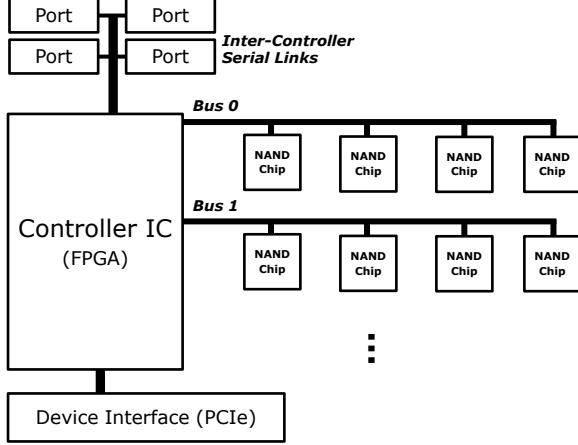 Port Port
Port Port
Inter-Controller
Serial Links
Bus 0
NAND NAND NAND NAND
Chip Chip Chip Chip
Bus 1
Controller IC
(FPGA)
NAND NAND NAND NAND
Chip Chip Chip Chip
Device Interface (PCIe)